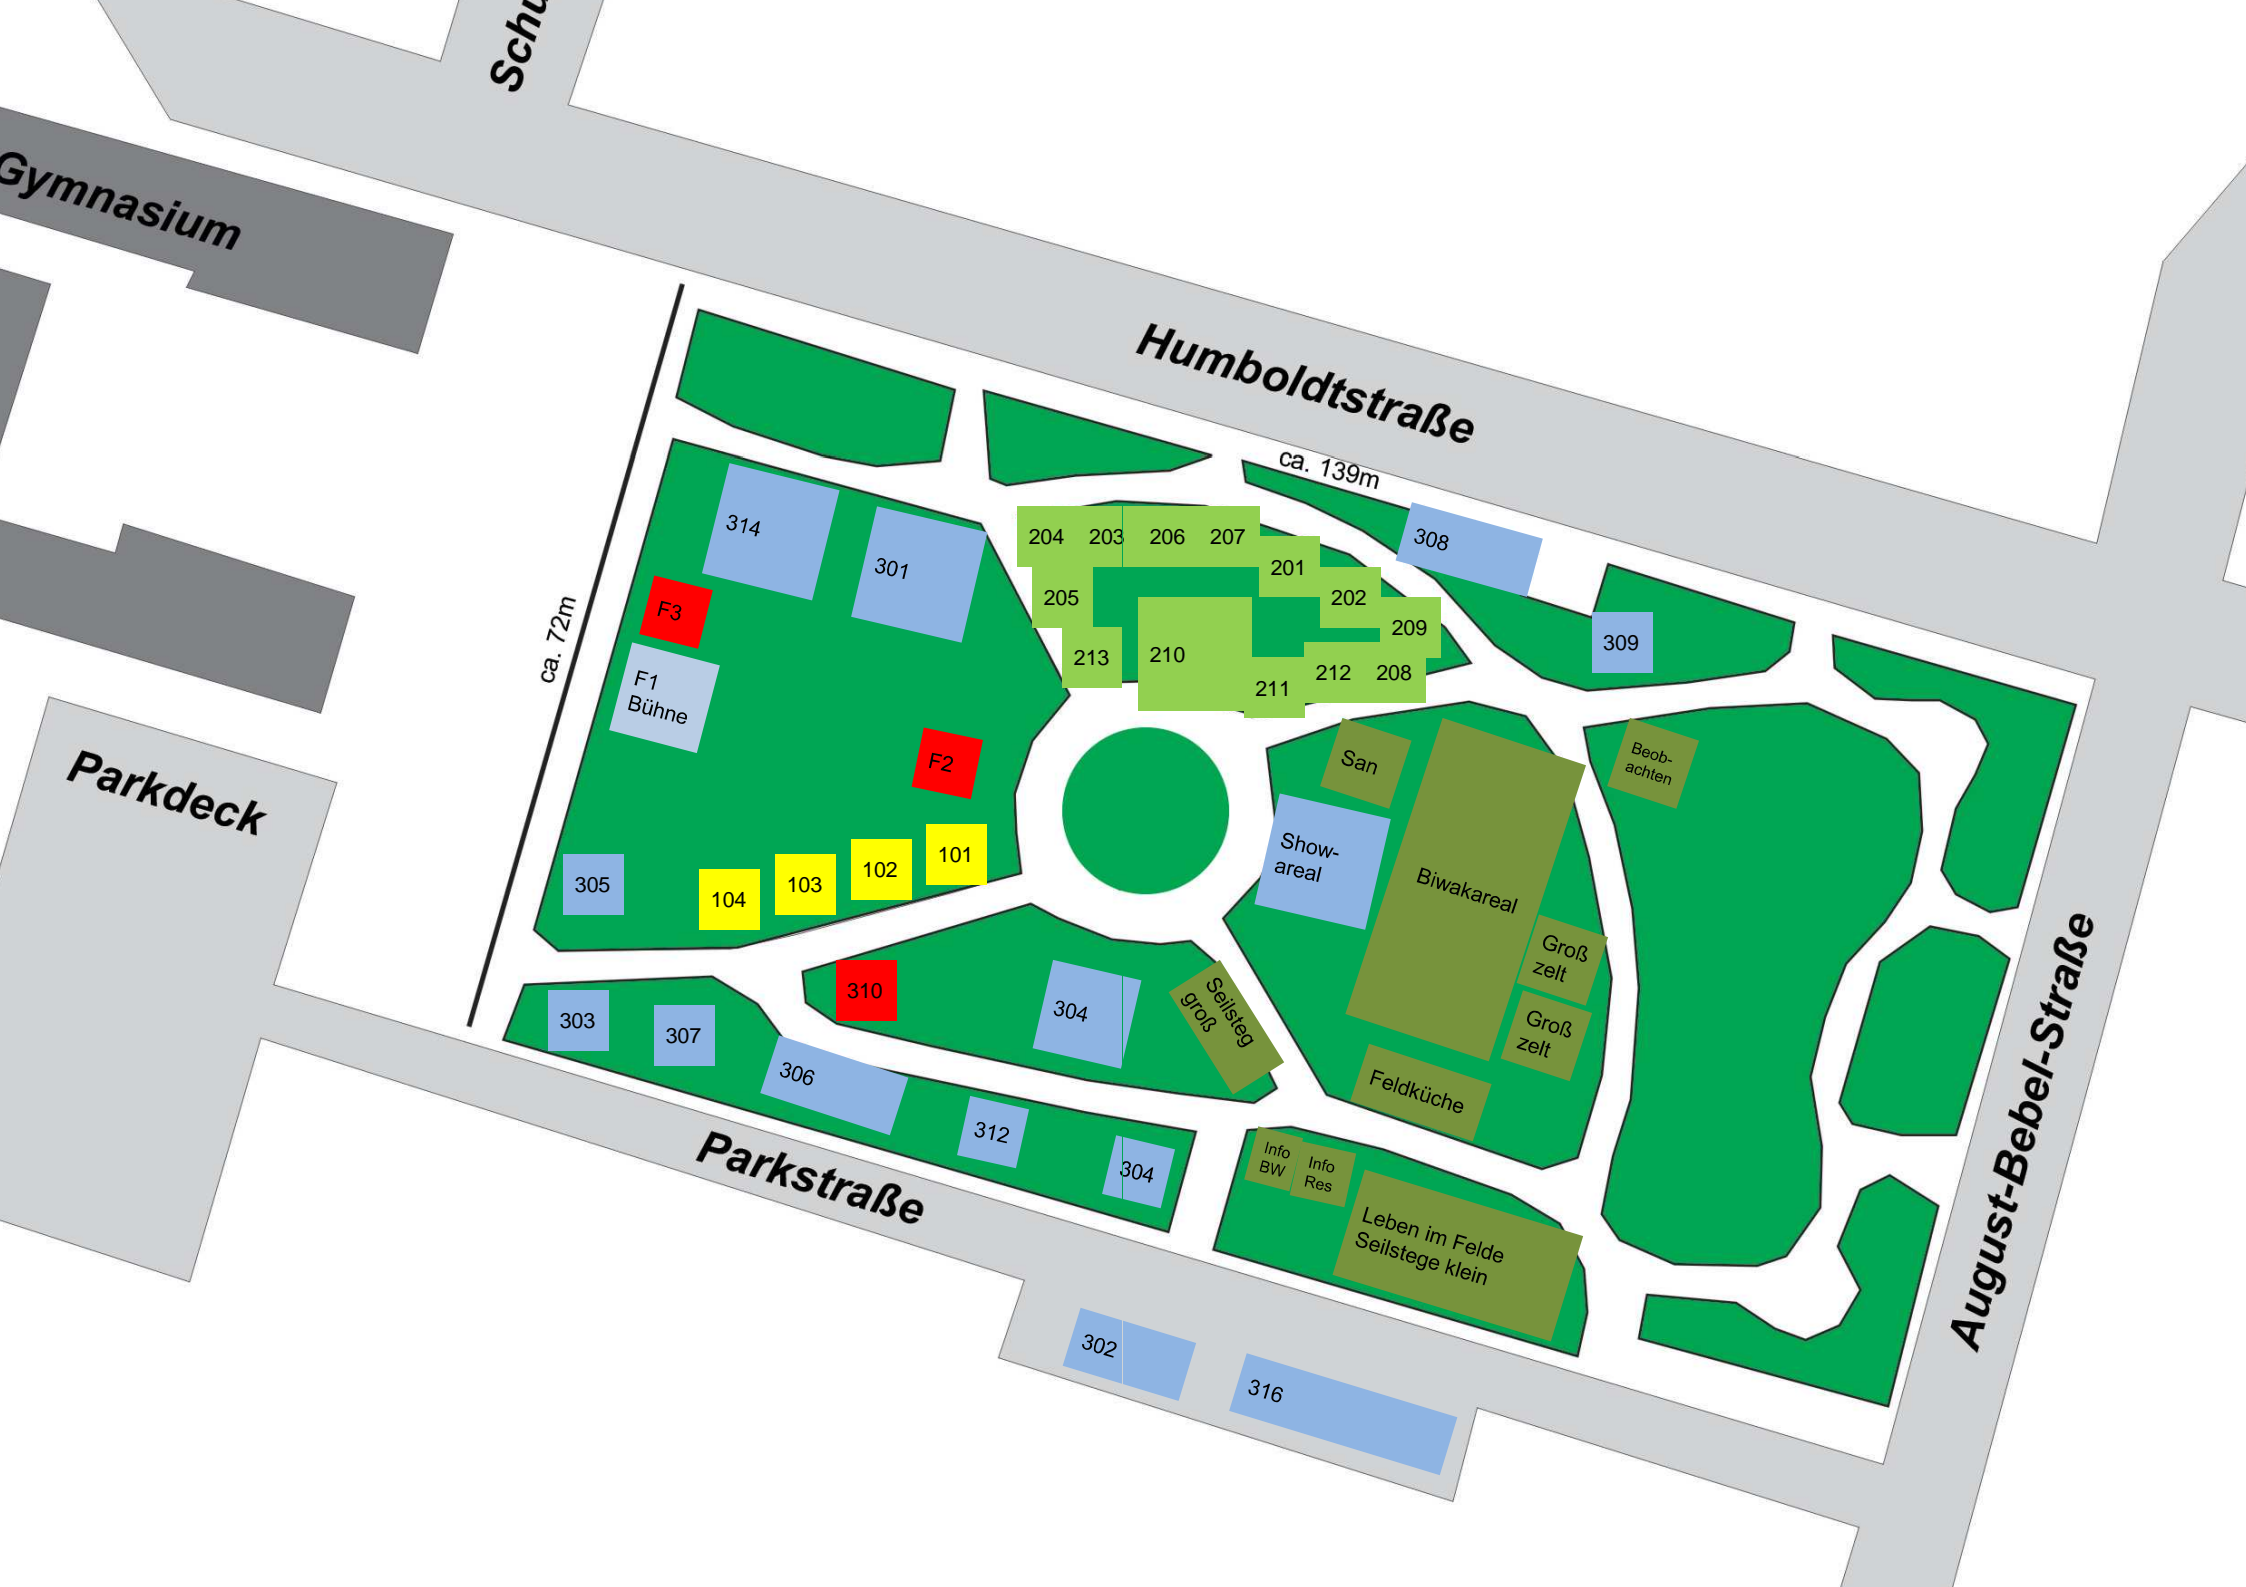 Schu
Gymnasium
Humboldtstraße
ca. 139m
314
301
204
203
206
207
308
201
205
202
F3
209
309
213
210
212
208
211
ca. 72m
F1
Bühne
F2
San
Beob-
achten
Parkdeck
Show-
areal
Biwakareal
101
102
103
104
305
Groß
zelt
310
304
Seilsteg
groß
303
307
Groß
zelt
306
Feldküche
312
304
Info
BW
Info
Res
Parkstraße
Leben im Felde
Seilstege klein
August-Bebel-Straße
302
316